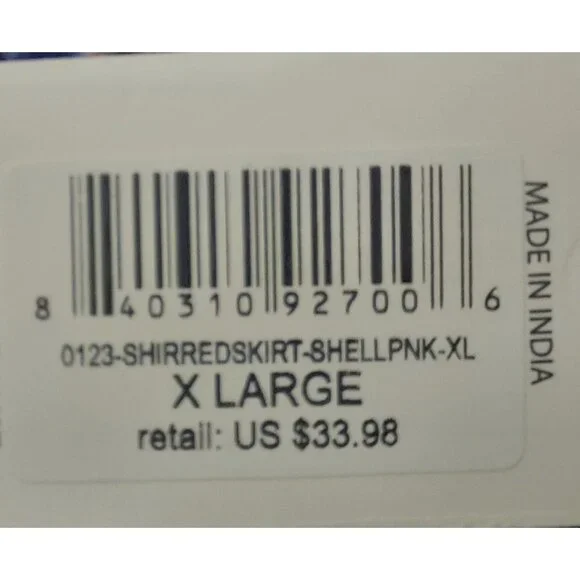 8 40310 92700 6
0123-SHIRREDSKIRT-SHELLPNK-XL
X LARGE
retail: US $33.98
MADE IN INDIA